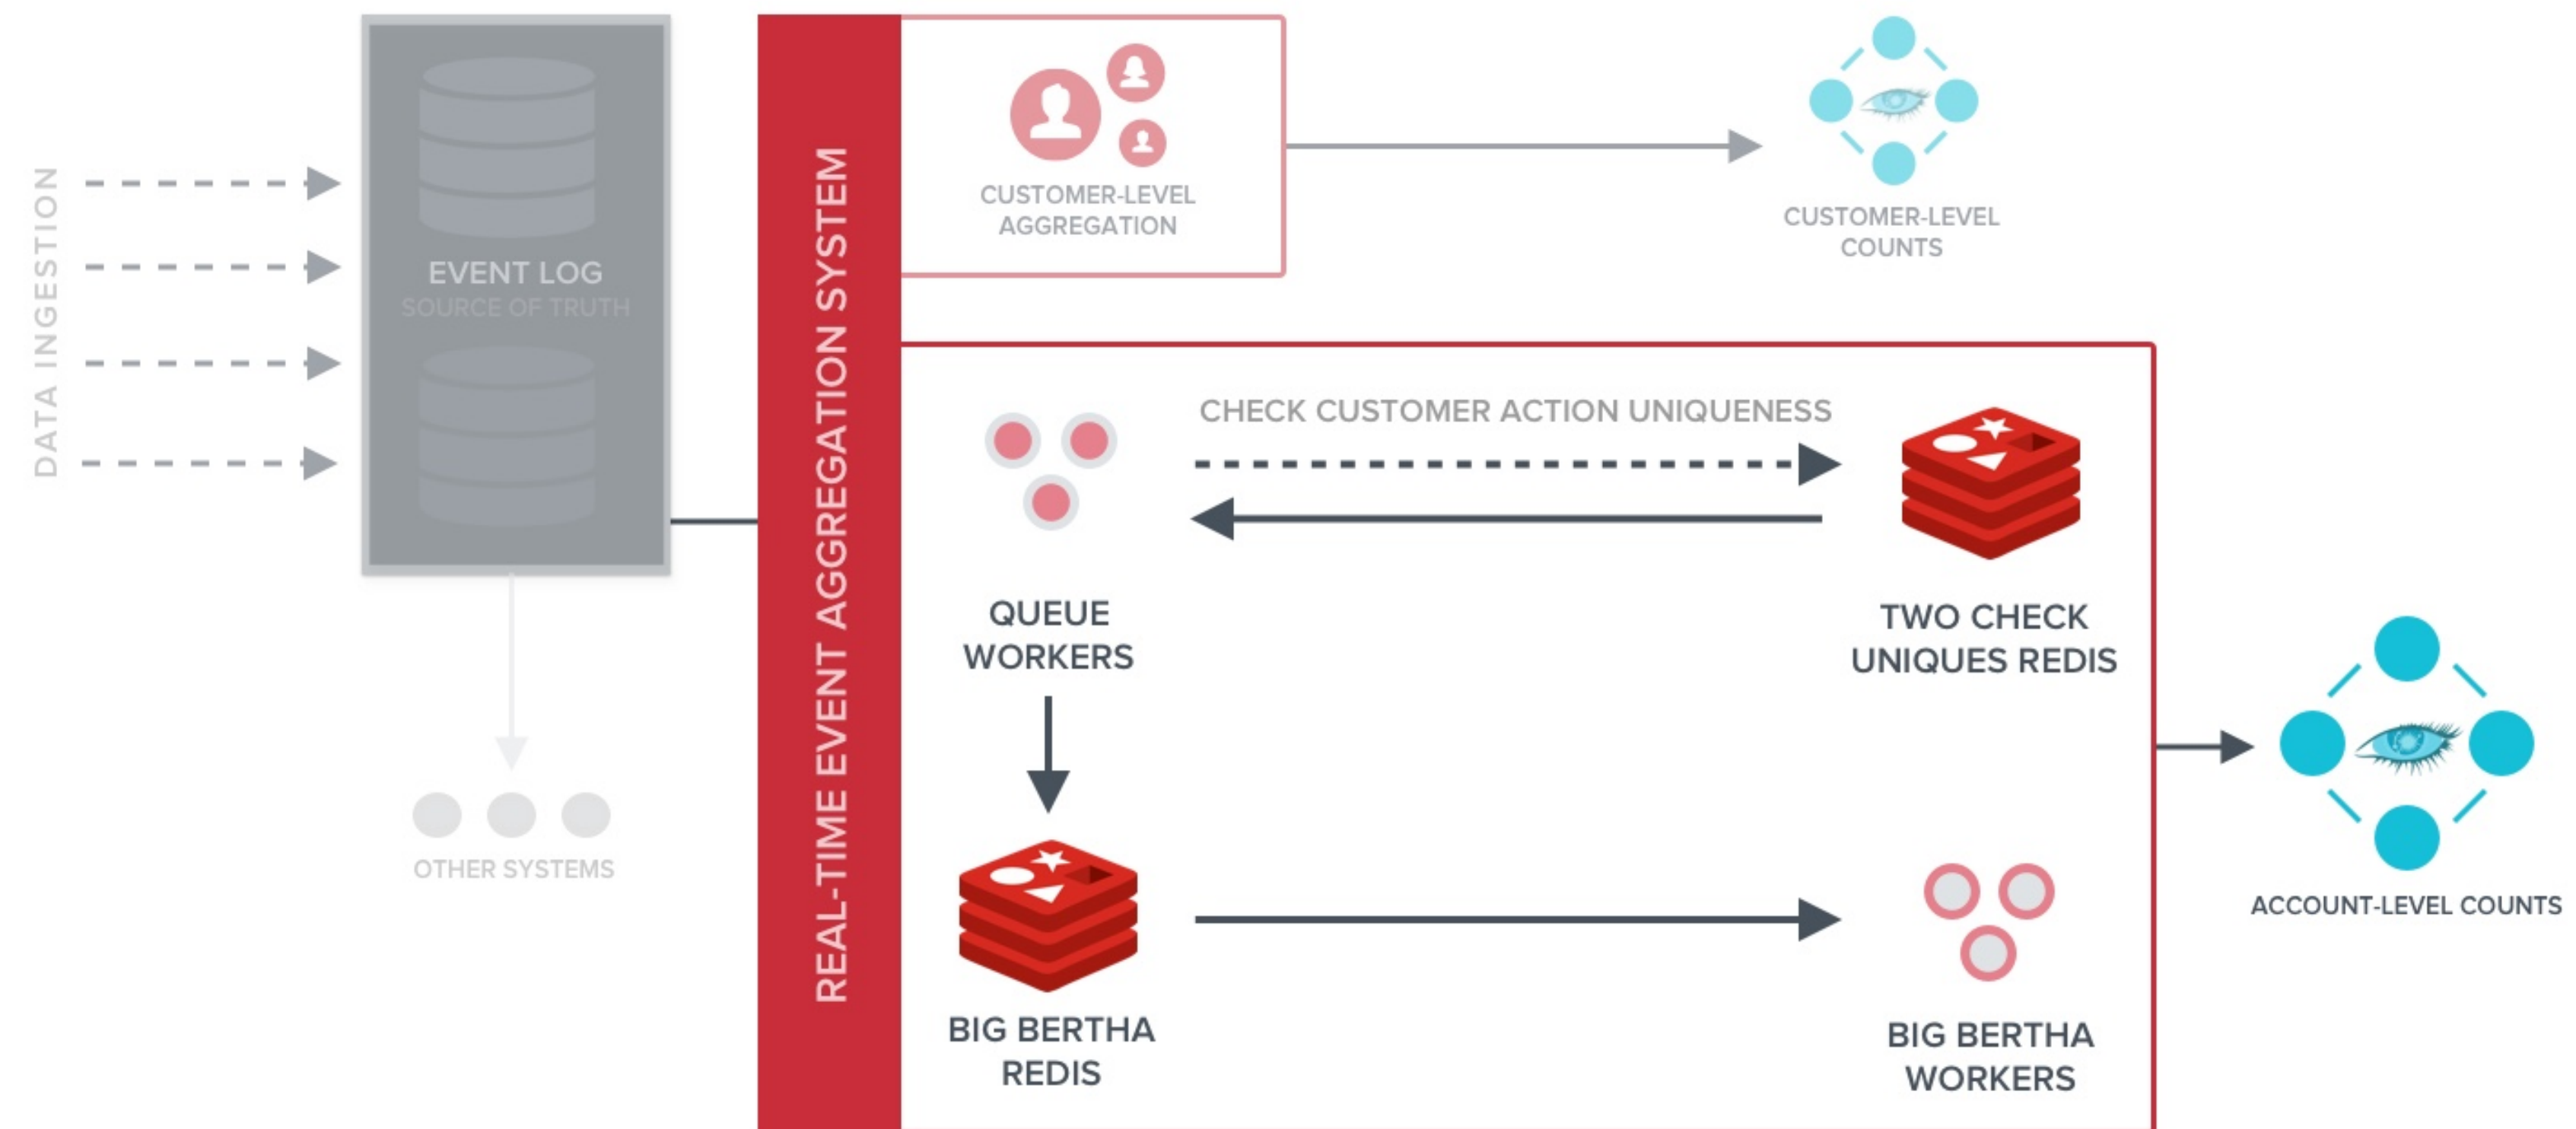 DATA INGESTION
EVENT LOG
SOURCE OF TRUTH
OTHER SYSTEMS
REAL-TIME EVENT AGGREGATION SYSTEM
CUSTOMER-LEVEL
AGGREGATION
CUSTOMER-LEVEL
COUNTS
CHECK CUSTOMER ACTION UNIQUENESS
QUEUE
WORKERS
TWO CHECK
UNIQUES REDIS
BIG BERTHA
REDIS
BIG BERTHA
WORKERS
ACCOUNT-LEVEL COUNTS